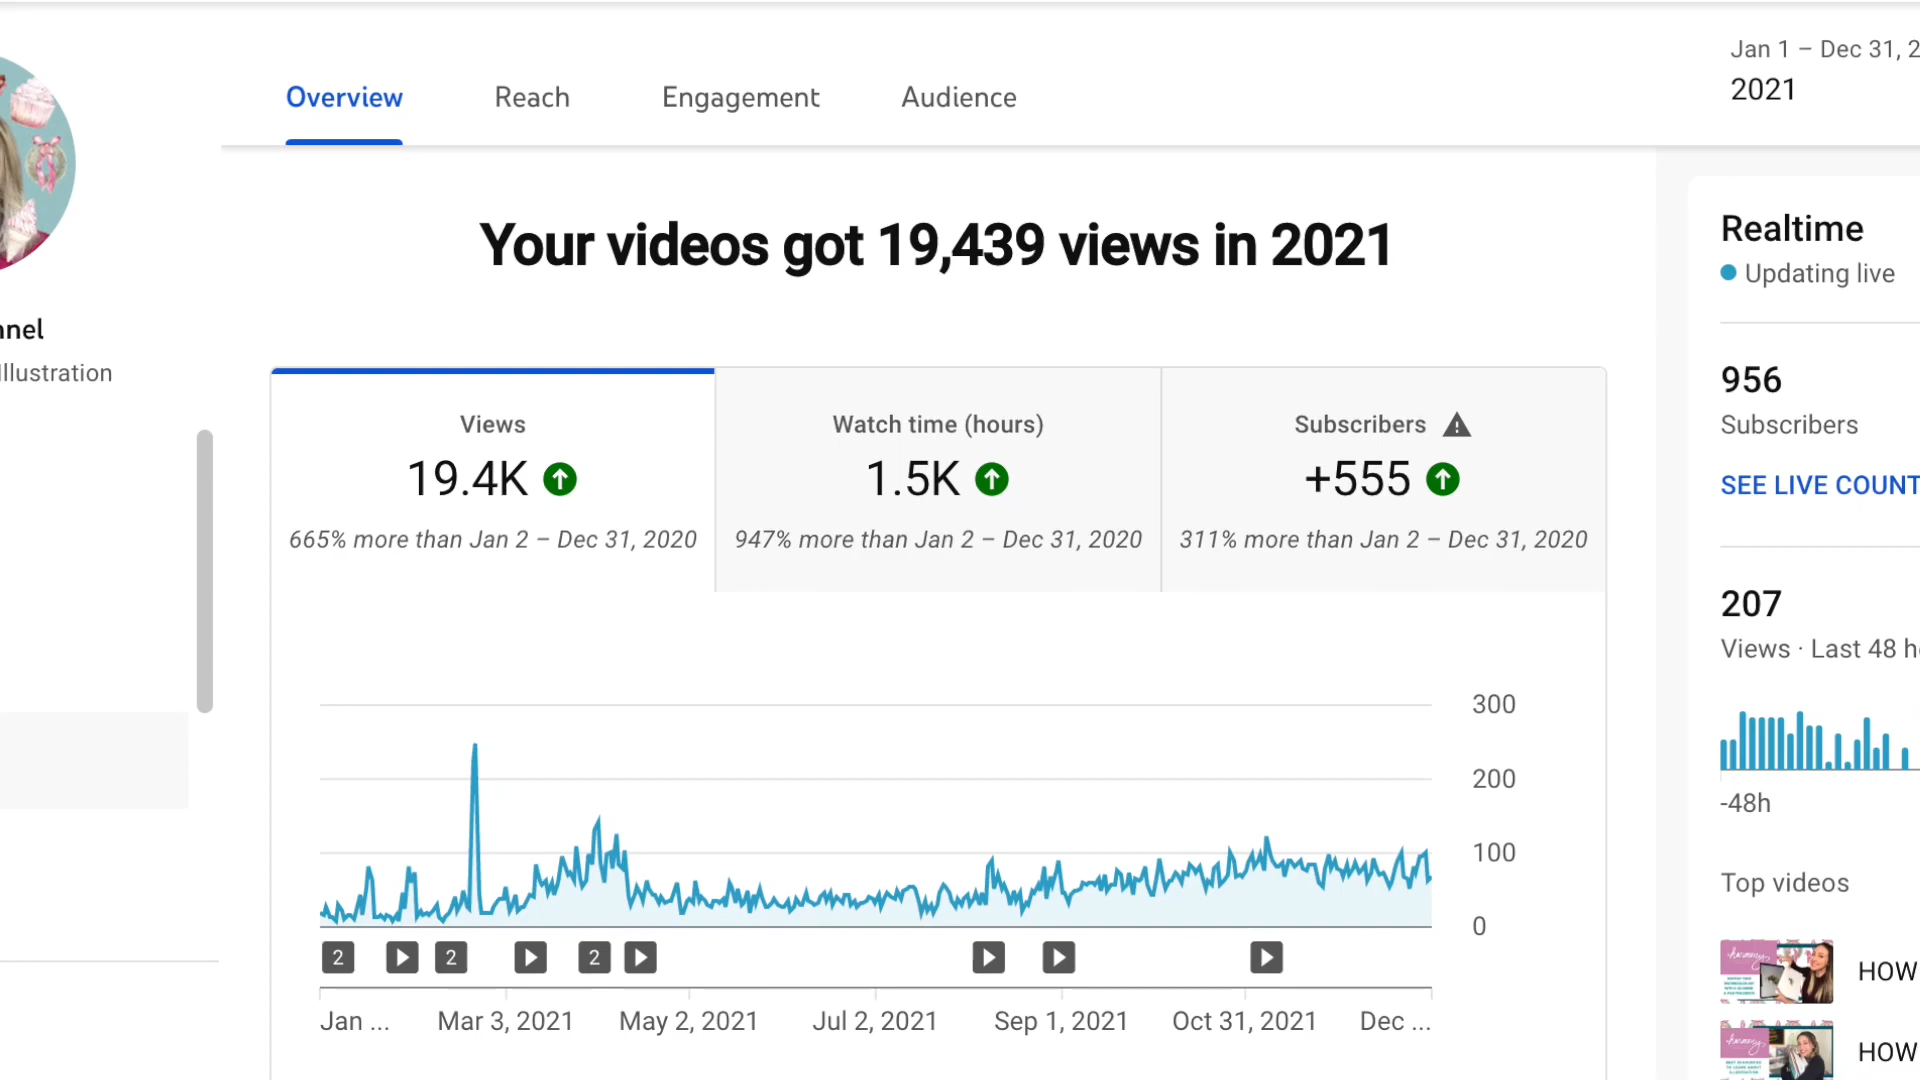 Jan 1 – Dec 31, 2
2021
Overview
Reach
Engagement
Audience
Your videos got 19,439 views in 2021
nnel
Illustration
Views
19.4K
665% more than Jan 2 – Dec 31, 2020
Watch time (hours)
1.5K
947% more than Jan 2 – Dec 31, 2020
Subscribers
+555
311% more than Jan 2 – Dec 31, 2020
300
200
100
0
2
2
2
Jan ...
Mar 3, 2021
May 2, 2021
Jul 2, 2021
Sep 1, 2021
Oct 31, 2021
Dec ...
Realtime
Updating live
956
Subscribers
SEE LIVE COUNT
207
Views · Last 48 h
-48h
Top videos
HOW
HOW